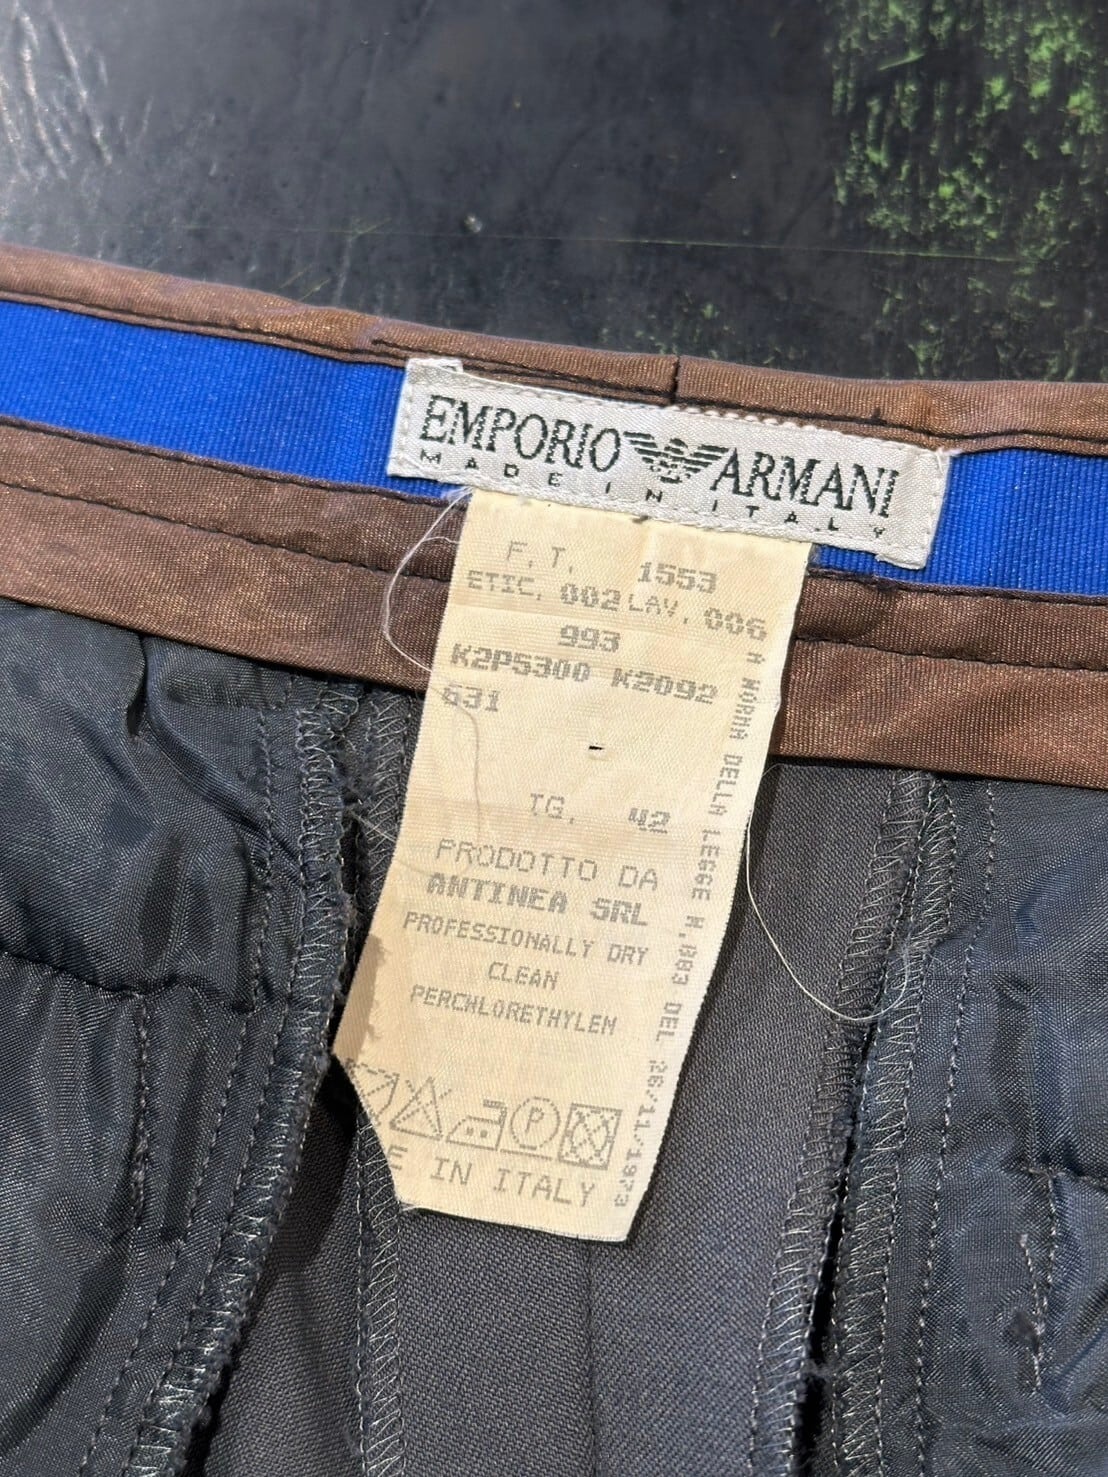 EMPORIO ARMANI
MADE IN ITALY
F.T. 1553
ETIC. 002 LAV. 006
993
K2P5300 K2092
631
-
TG. 42
PRODOTTO DA
ANTINEA SRL
PROFESSIONALLY DRY
CLEAN
PERCHLORETHYLEN
P
E IN ITALY
A NORMA DELLA LEGGE N.883 DEL 26/11/1973